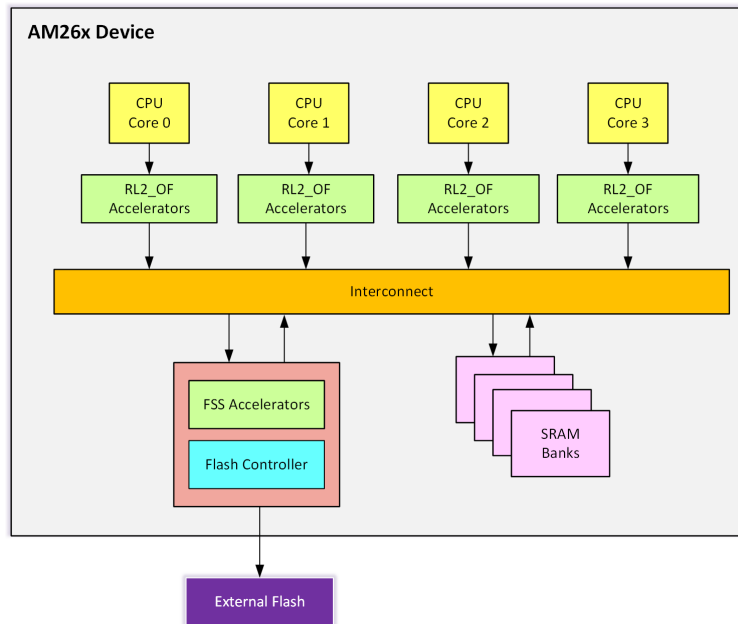 AM26x Device
CPU
Core 0
CPU
Core 1
CPU
Core 2
CPU
Core 3
RL2_OF
Accelerators
RL2_OF
Accelerators
RL2_OF
Accelerators
RL2_OF
Accelerators
Interconnect
FSS Accelerators
Flash Controller
SRAM
Banks
External Flash